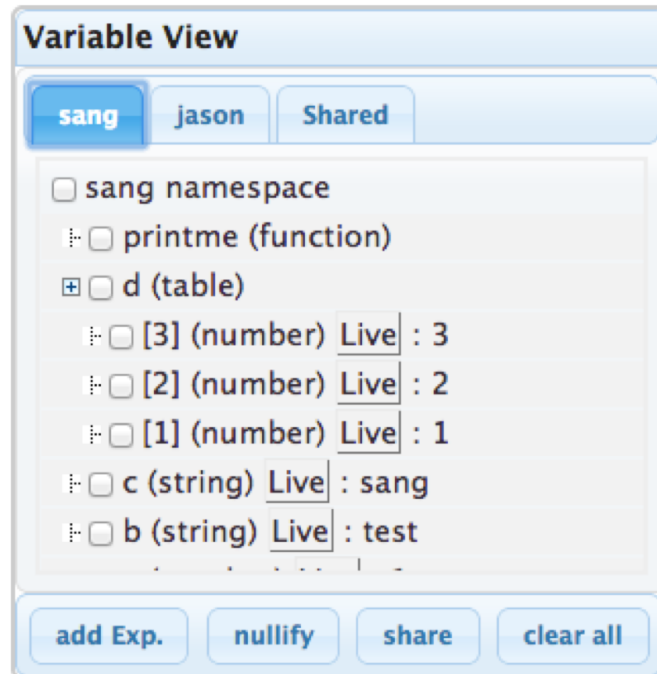 Variable View
sang jason Shared
sang namespace
printme (function)
d (table)
[3] (number) Live : 3
[2] (number) Live : 2
[1] (number) Live : 1
c (string) Live : sang
b (string) Live : test
add Exp. nullify share clear all